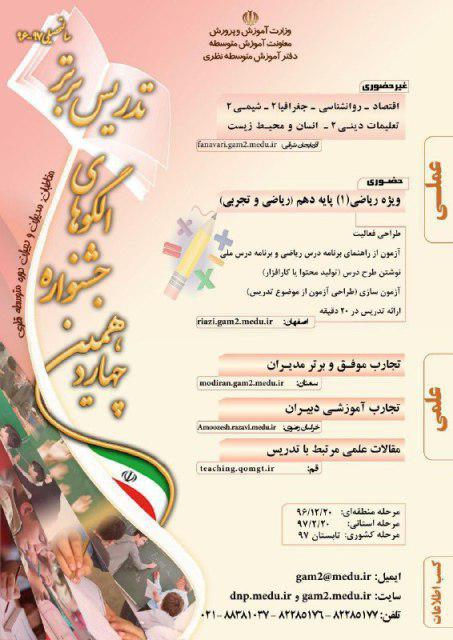 وزارت آموزش و پرورش
معاونت آموزش متوسطه
دفتر آموزش متوسطه نظری
سال تحصیلی ۹۷-۹۶
چهاردهمین
جشنواره
الگوهای
تدریس برتر
مخاطبان: مدیران و دبیران دوره متوسطه نظری
عملی
غیرحضوری
اقتصاد ـ روانشناسی ـ جغرافیا ۲ ـ شیمی ۲
تعلیمات دینی ۲ ـ انسان و محیط زیست
آذربایجان شرقی: fanavari.gam2.medu.ir
حضوری
ویژه ریاضی(۱) پایه دهم (ریاضی و تجربی)
طراحی فعالیت
آزمون از راهنمای برنامه درس ریاضی و برنامه درس ملی
نوشتن طرح درس (تولید محتوا یا کارافزار)
آزمون سازی (طراحی آزمون از موضوع تدریس)
ارائه تدریس در ۲۰ دقیقه
اصفهان: riazi.gam2.medu.ir
علمی
تجارب موفق و برتر مدیران
سمنان: modiran.gam2.medu.ir
تجارب آموزشی دبیران
خراسان رضوی: Amoozesh.razavi.medu.ir
مقالات علمی مرتبط با تدریس
قم: teaching.qomgt.ir
مرحله منطقه‌ای: ۹۶/۱۲/۲۰
مرحله استانی: ۹۷/۲/۲۰
مرحله کشوری: تابستان ۹۷
کسب اطلاعات
ایمیل: gam2@medu.ir
سایت: gam2.medu.ir و dnp.medu.ir
تلفن: ۸۲۲۸۵۱۷۷ - ۸۲۲۸۵۱۷۶ - ۸۸۳۸۱۰۳۷-۰۲۱